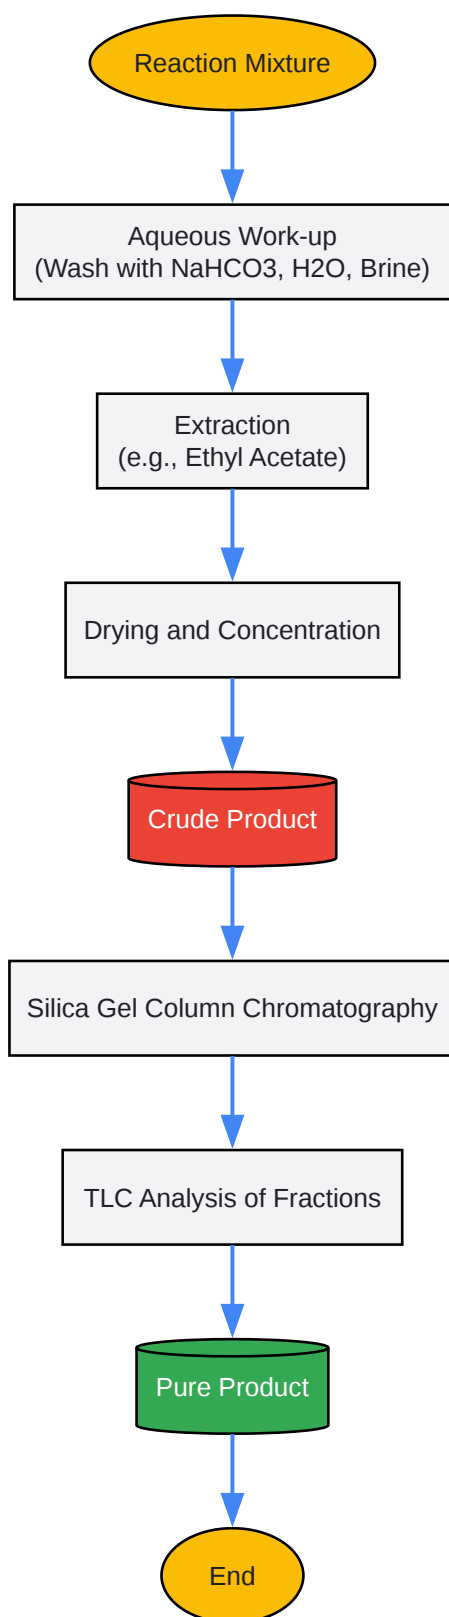 Reaction Mixture
Aqueous Work-up
(Wash with NaHCO3, H2O, Brine)
Extraction
(e.g., Ethyl Acetate)
Drying and Concentration
Crude Product
Silica Gel Column Chromatography
TLC Analysis of Fractions
Pure Product
End